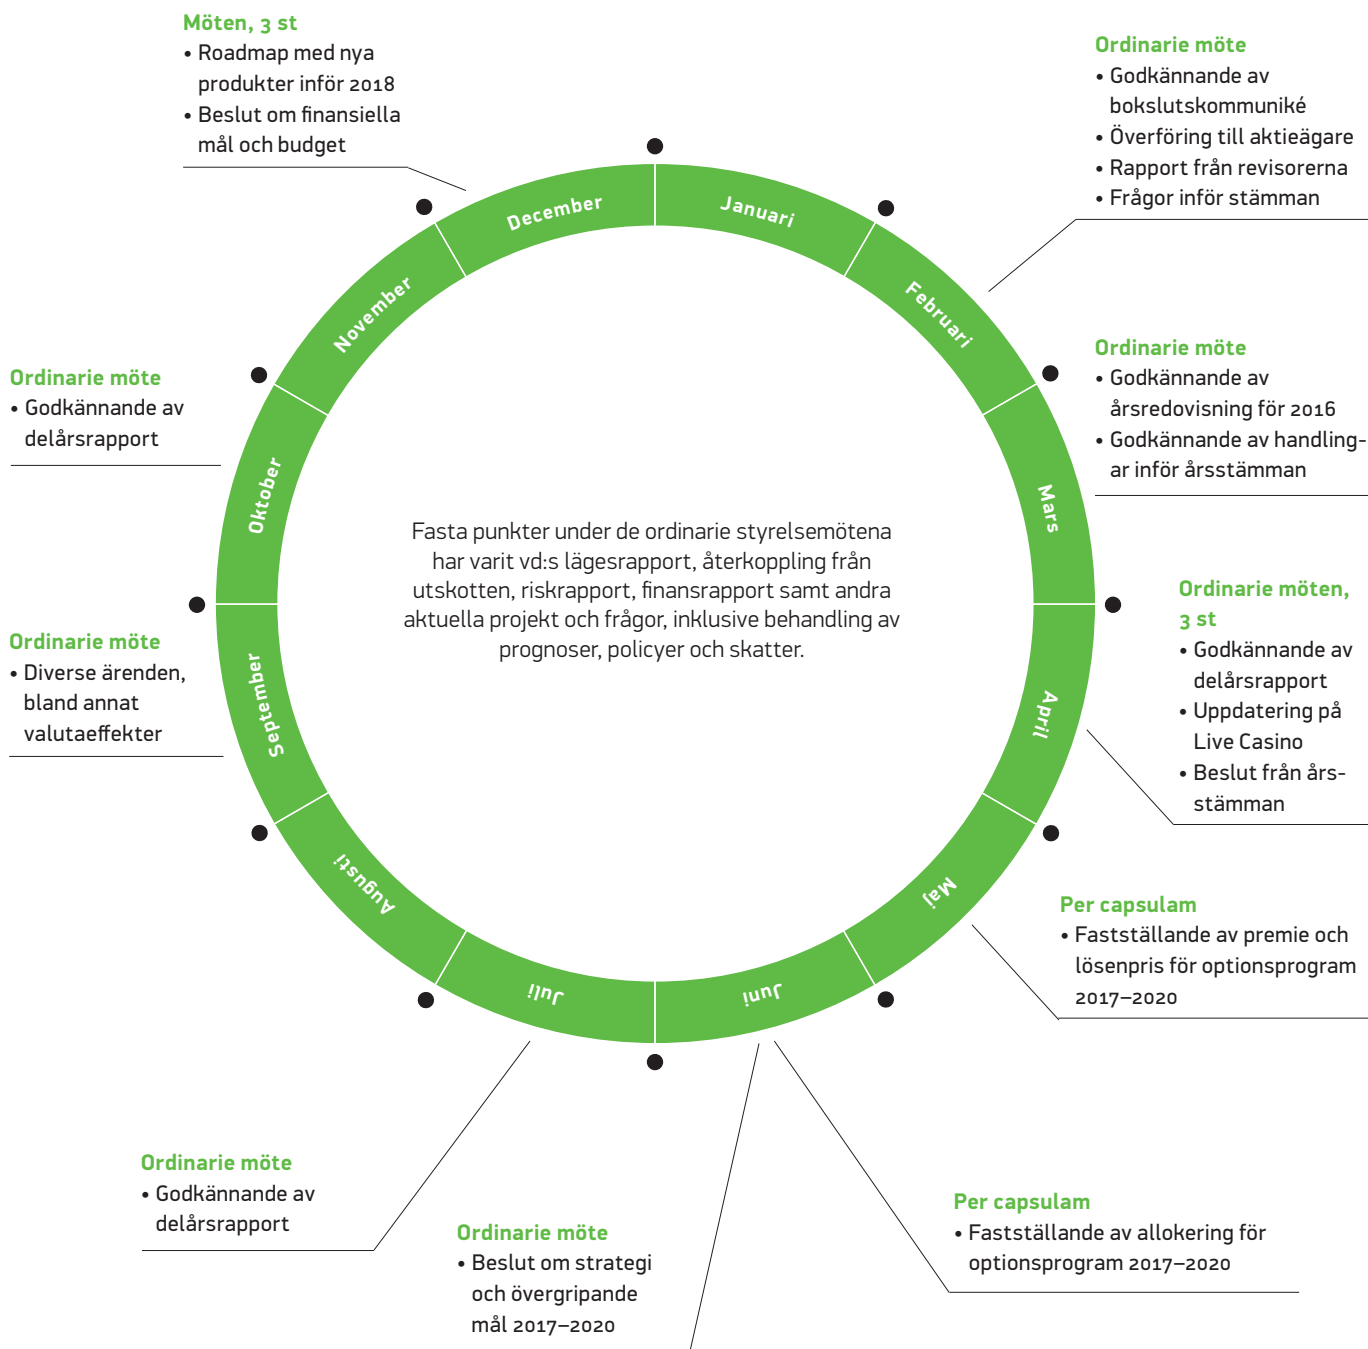 Möten, 3 st
• Roadmap med nya
produkter inför 2018
• Beslut om finansiella
mål och budget
Ordinarie möte
• Godkännande av
bokslutskommuniké
• Överföring till aktieägare
• Rapport från revisorerna
• Frågor inför stämman
Ordinarie möte
• Godkännande av
årsredovisning för 2016
• Godkännande av handling-
ar inför årsstämman
Ordinarie möten,
3 st
• Godkännande av
delårsrapport
• Uppdatering på
Live Casino
• Beslut från års-
stämman
Per capsulam
• Fastställande av premie och
lösenpris för optionsprogram
2017–2020
Per capsulam
• Fastställande av allokering för
optionsprogram 2017–2020
Ordinarie möte
• Beslut om strategi
och övergripande
mål 2017–2020
Ordinarie möte
• Godkännande av
delårsrapport
Ordinarie möte
• Diverse ärenden,
bland annat
valutaeffekter
Ordinarie möte
• Godkännande av
delårsrapport
Januari
Februari
Mars
April
Maj
Juni
Juli
Augusti
September
Oktober
November
December
Fasta punkter under de ordinarie styrelsemötena
har varit vd:s lägesrapport, återkoppling från
utskotten, riskrapport, finansrapport samt andra
aktuella projekt och frågor, inklusive behandling av
prognoser, policyer och skatter.